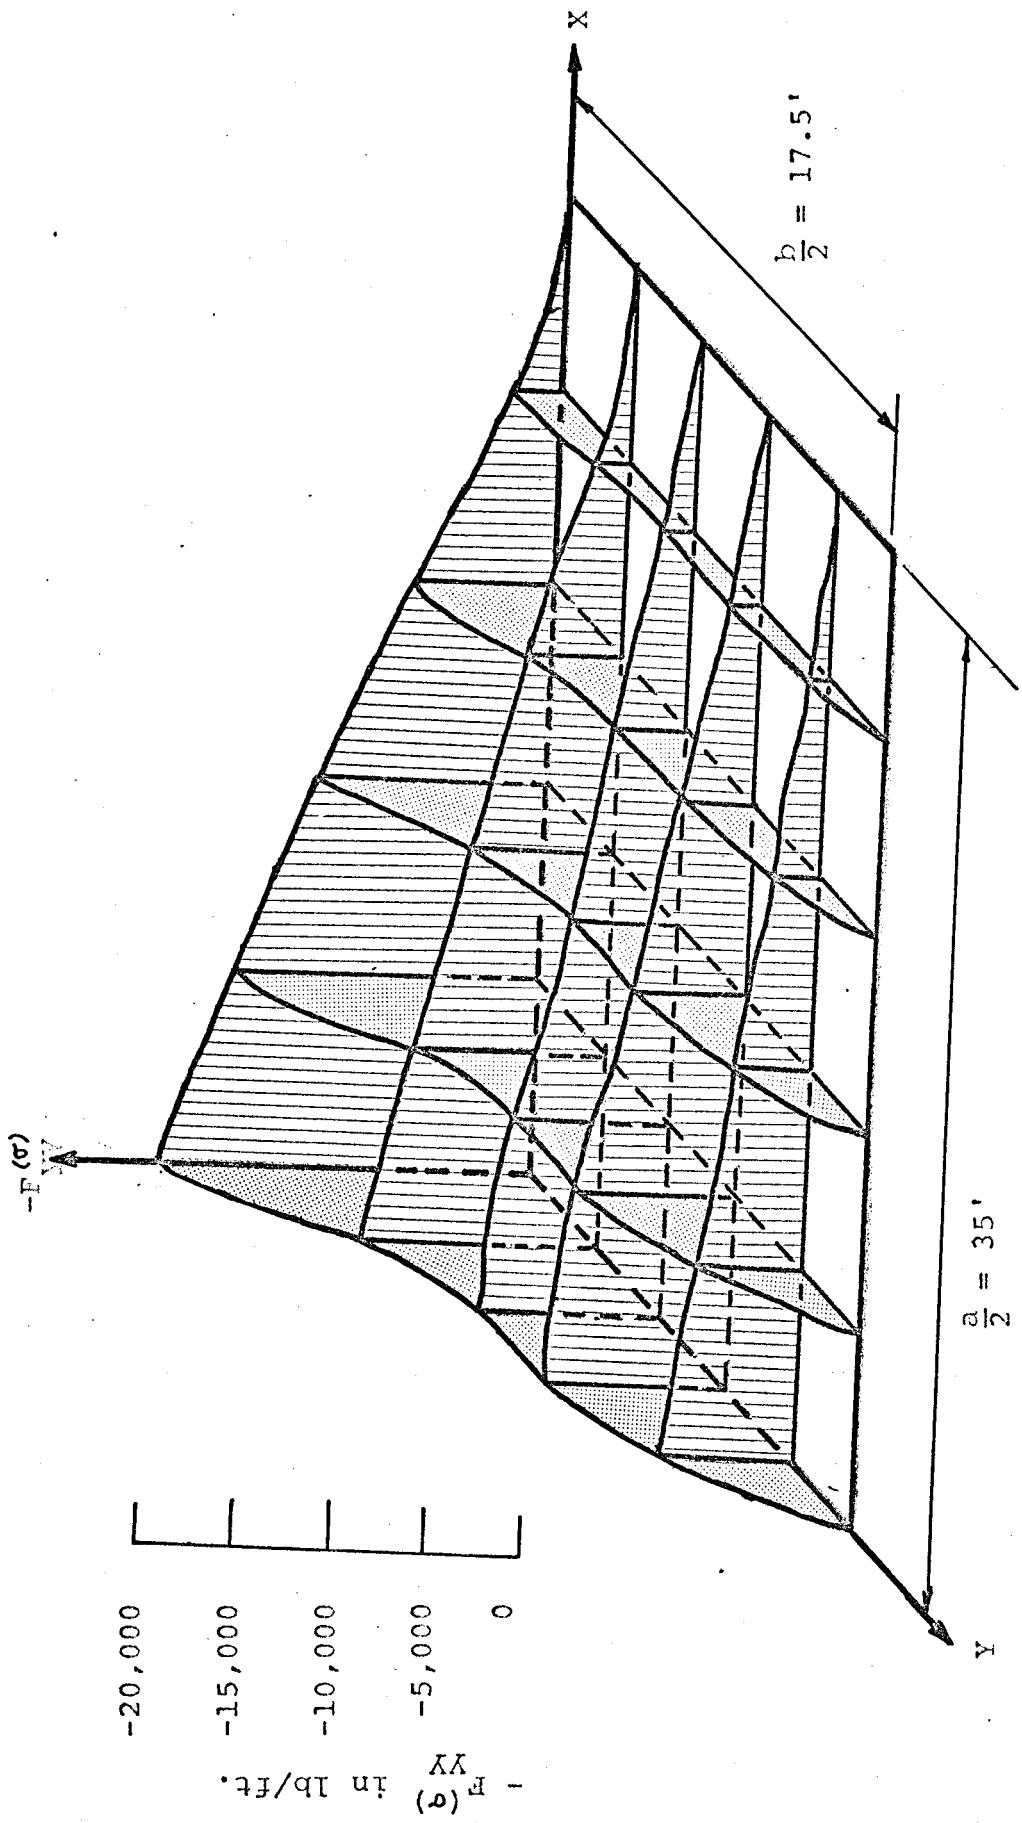 -F (σ) YY
X
-20,000
-15,000
-10,000
-5,000
0
-F (σ) YY in lb/ft.
b/2 = 17.5'
a/2 = 35'
Y